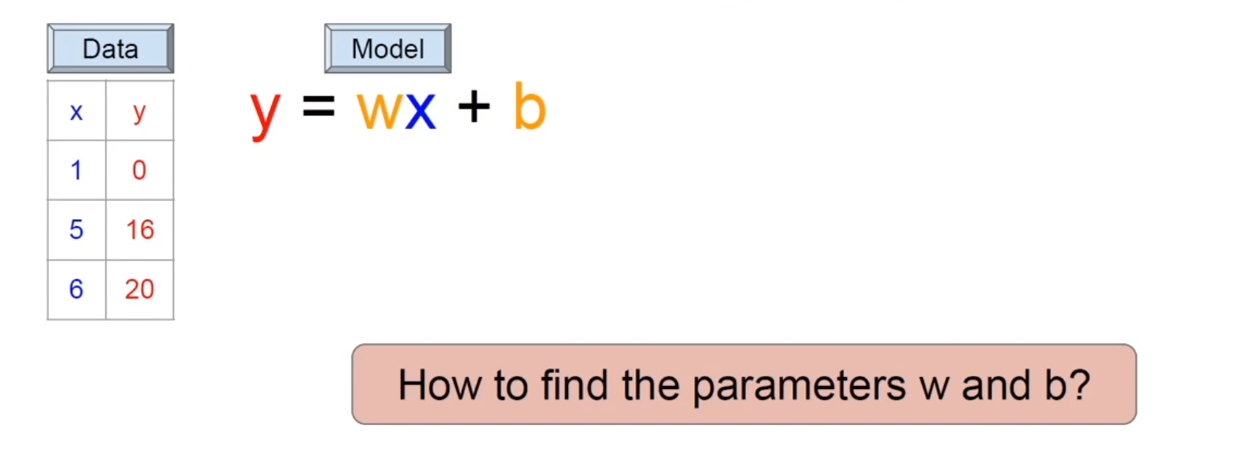 Data
Model
x y
y = wx + b
1 0
5 16
6 20
How to find the parameters w and b?